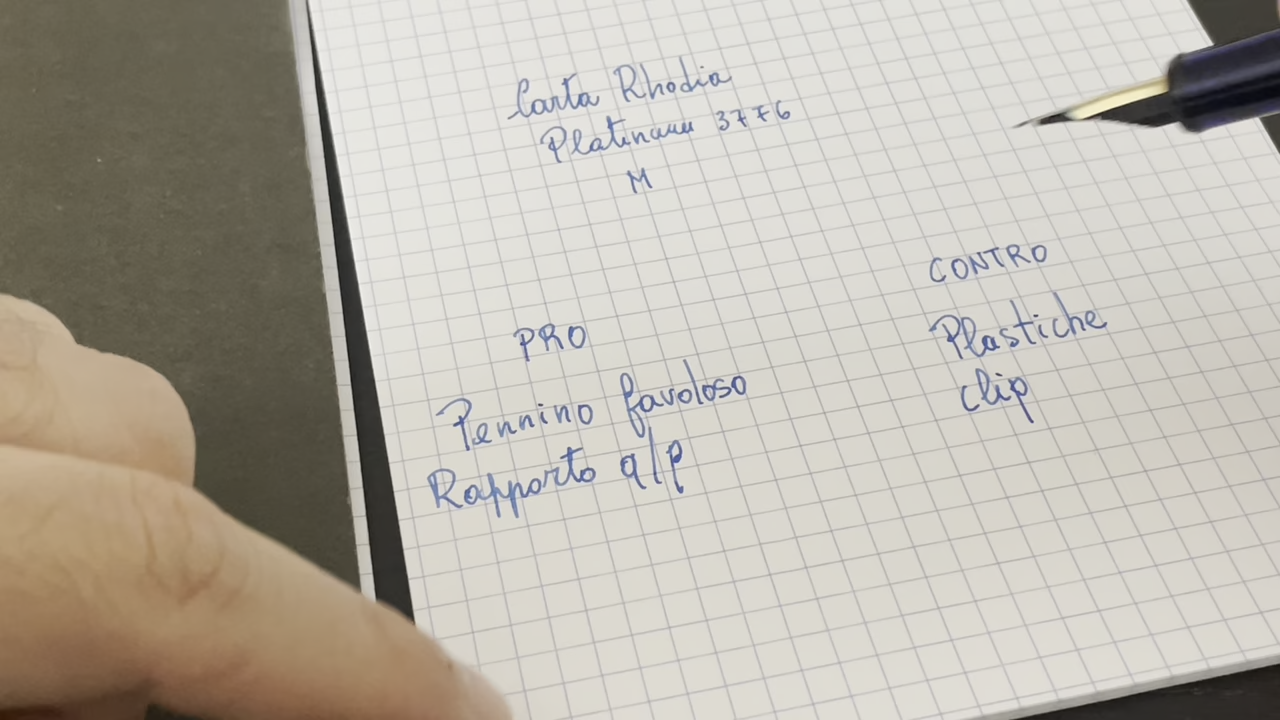 Carta Rhodia
Platinum 3776
M
PRO
Pennino favoloso
Rapporto q/p
CONTRO
Plastiche
clip